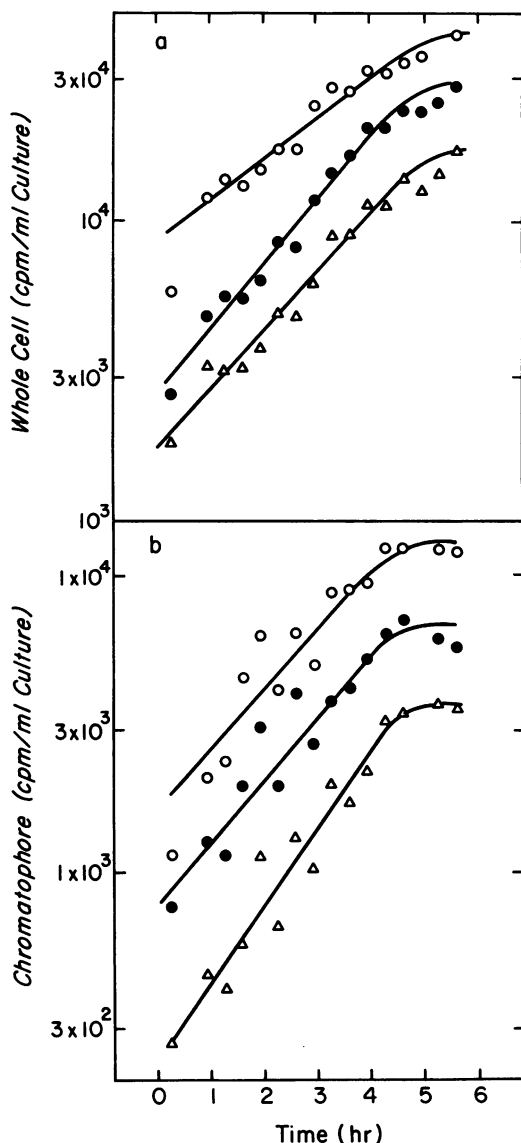 a
3x10⁴
10⁴
3x10³
10³
Whole Cell (cpm/ml Culture)
b
1x10⁴
3x10³
1x10³
3x10²
Chromatophore (cpm/ml Culture)
0 1 2 3 4 5 6
Time (hr)